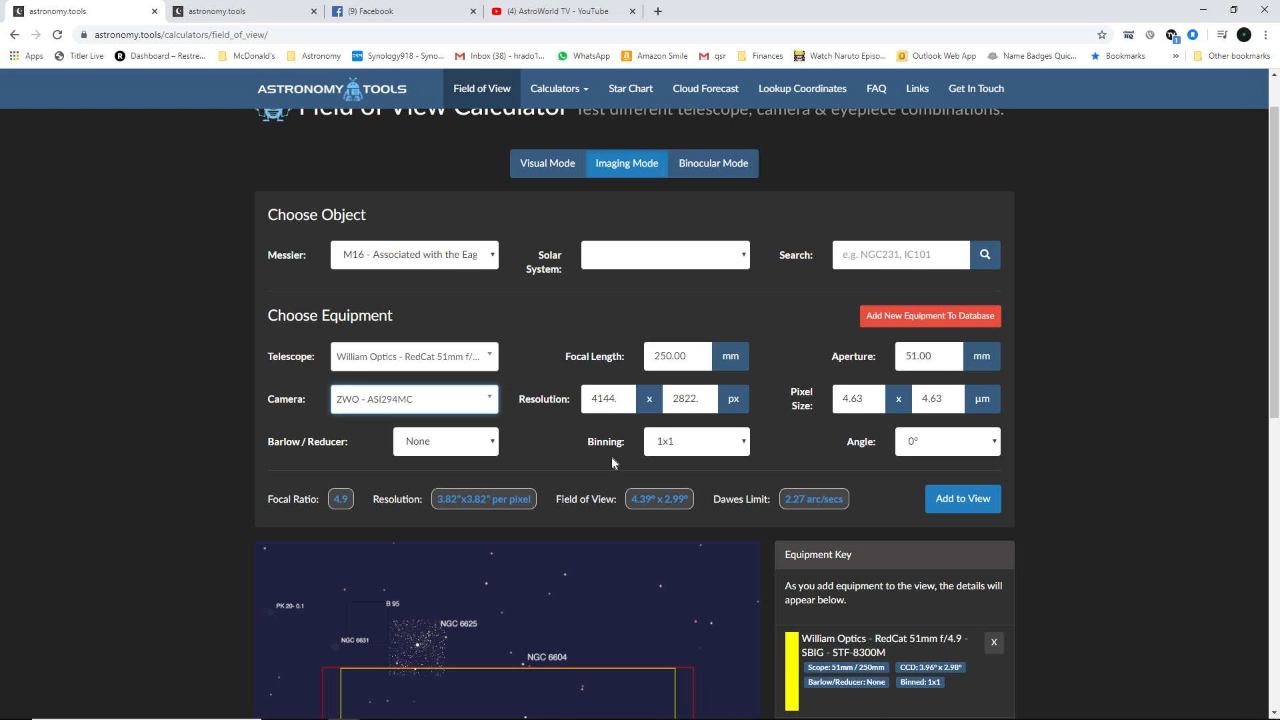 astronomy.tools
astronomy.tools
(9) Facebook
(4) AstroWorld TV - YouTube
astronomy.tools/calculators/field_of_view/
Apps
Titler Live
Dashboard – Restre...
McDonald's
Astronomy
Synology918 - Syno...
Inbox (38) - hrado1...
WhatsApp
Amazon Smile
qsr
Finances
Watch Naruto Episo...
Outlook Web App
Name Badges Quic...
Bookmarks
»
Other bookmarks
ASTRONOMY TOOLS
Field of View
Calculators
Star Chart
Cloud Forecast
Lookup Coordinates
FAQ
Links
Get In Touch
Field of View Calculator Test different telescope, camera & eyepiece combinations.
Visual Mode
Imaging Mode
Binocular Mode
Choose Object
Messier:
M16 - Associated with the Eag
Solar
System:
Search:
e.g. NGC231, IC101
Choose Equipment
Add New Equipment To Database
Telescope:
William Optics - RedCat 51mm f/...
Focal Length:
250.00
mm
Aperture:
51.00
mm
Camera:
ZWO - ASI294MC
Resolution:
4144.
x
2822.
px
Pixel
Size:
4.63
x
4.63
µm
Barlow / Reducer:
None
Binning:
1x1
Angle:
0°
Focal Ratio:
4.9
Resolution:
3.82"x3.82" per pixel
Field of View:
4.39° x 2.99°
Dawes Limit:
2.27 arc/secs
Add to View
PK 20- 0.1
B 95
NGC 6625
NGC 6631
NGC 6604
Equipment Key
As you add equipment to the view, the details will
appear below.
William Optics - RedCat 51mm f/4.9 -
SBIG - STF-8300M
X
Scope: 51mm / 250mm
CCD: 3.96° x 2.98°
Barlow/Reducer: None
Binned: 1x1